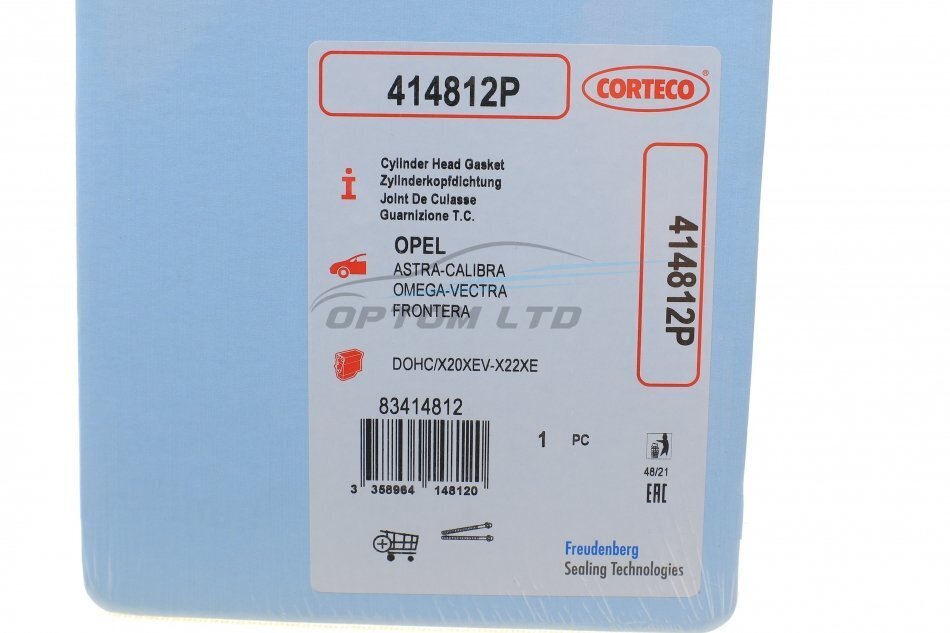 414812P
CORTECO®
i
Cylinder Head Gasket
Zylinderkopfdichtung
Joint De Culasse
Guarnizione T.C.
414812P
OPEL
ASTRA-CALIBRA
OMEGA-VECTRA
FRONTERA
OPTOM LTD
DOHC/X20XEV-X22XE
83414812
1 PC
3 358964 148120
48/21
EAC
Freudenberg
Sealing Technologies